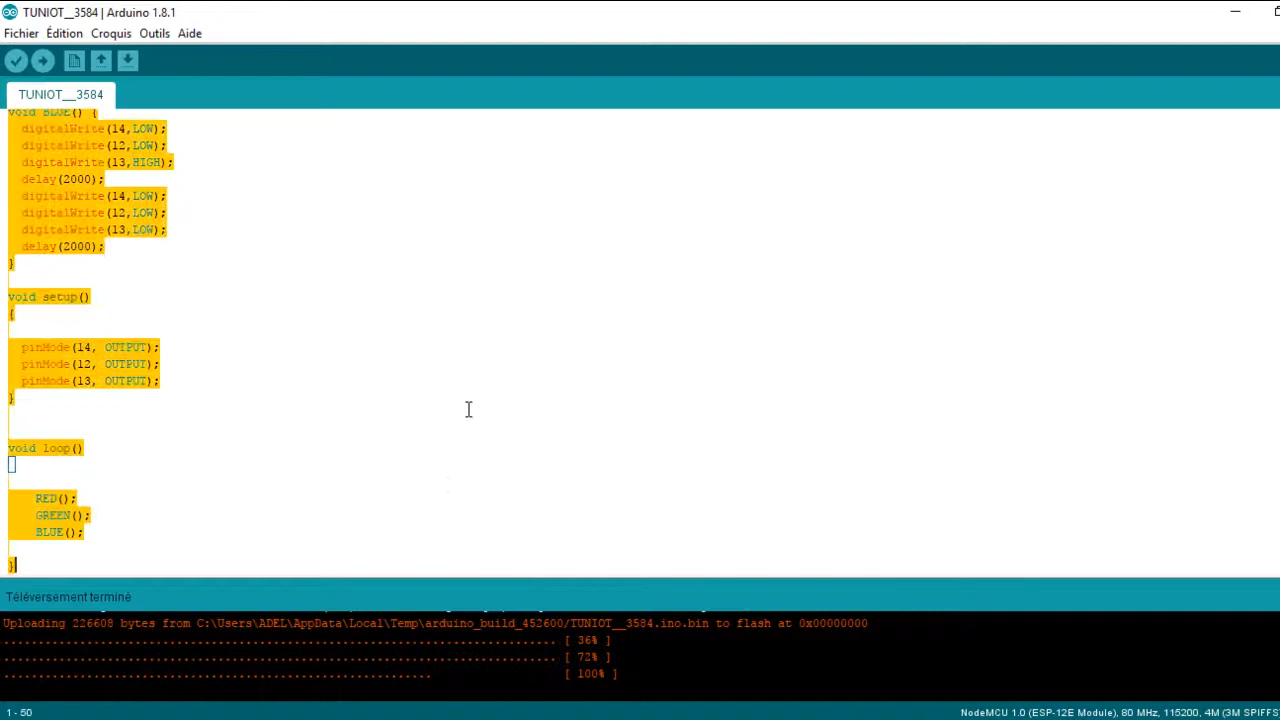 TUNIOT__3584 | Arduino 1.8.1
Fichier Édition Croquis Outils Aide
TUNIOT__3584
void BLUE() {
digitalWrite(14,LOW);
digitalWrite(12,LOW);
digitalWrite(13,HIGH);
delay(2000);
digitalWrite(14,LOW);
digitalWrite(12,LOW);
digitalWrite(13,LOW);
delay(2000);
}
void setup()
{
pinMode(14, OUTPUT);
pinMode(12, OUTPUT);
pinMode(13, OUTPUT);
}
void loop()
RED();
GREEN();
BLUE();
}
Téléversement terminé
Uploading 226608 bytes from C:\Users\ADEL\AppData\Local\Temp\arduino_build_452600/TUNIOT__3584.ino.bin to flash at 0x00000000
................................................................................ [ 36% ]
................................................................................ [ 72% ]
.............................................................. [ 100% ]
1 - 50
NodeMCU 1.0 (ESP-12E Module), 80 MHz, 115200, 4M (3M SPIFFS